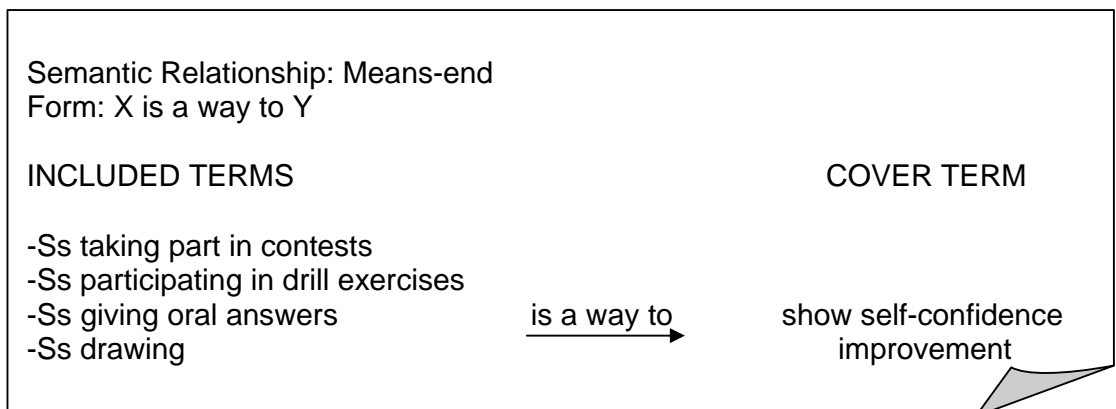 Semantic Relationship: Means-end
Form: X is a way to Y
INCLUDED TERMS COVER TERM
-Ss taking part in contests
-Ss participating in drill exercises
-Ss giving oral answers is a way to show self-confidence
-Ss drawing improvement